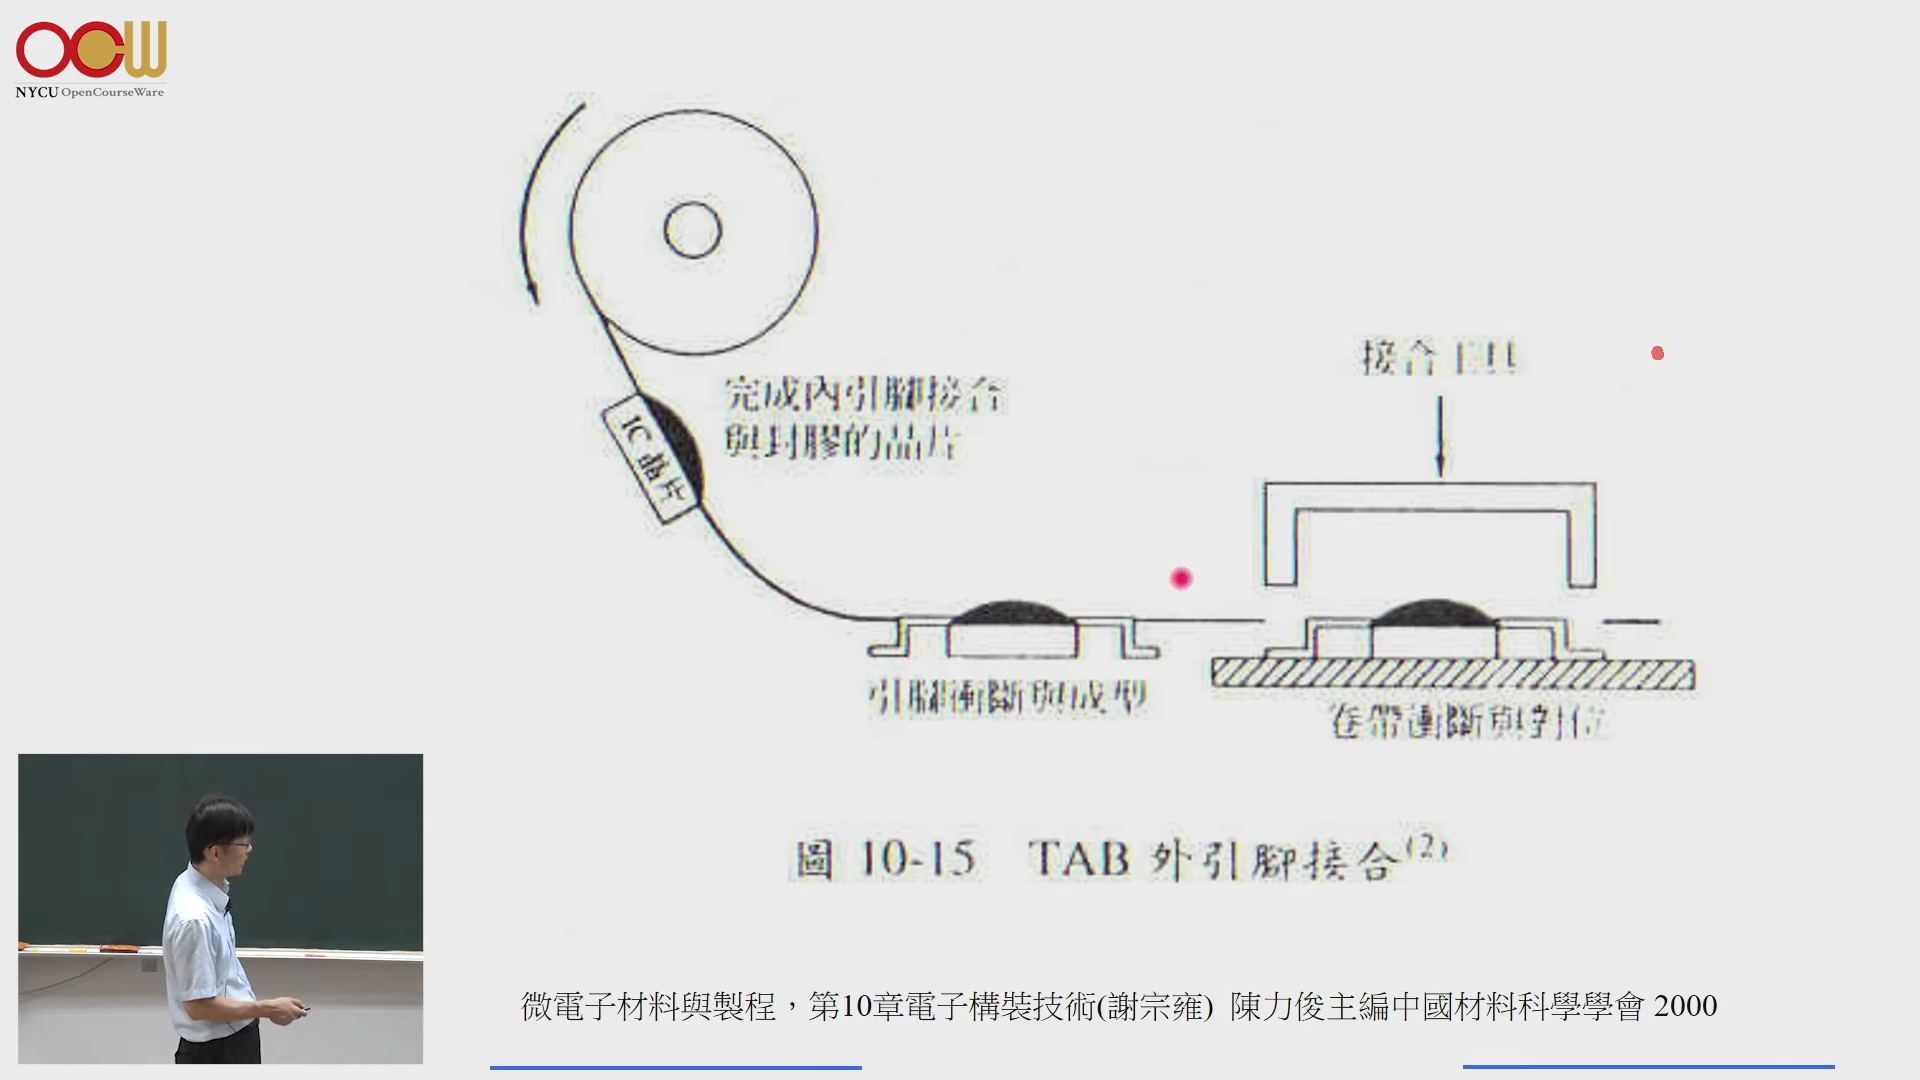 OCW
NYCU OpenCourseWare
接合工具
完成內引腳接合
與封膠的晶片
IC 晶片
引腳衝斷與成型
卷帶衝斷與對位
圖 10-15 TAB 外引腳接合(2)
微電子材料與製程，第10章電子構裝技術(謝宗雍) 陳力俊主編中國材料科學學會 2000